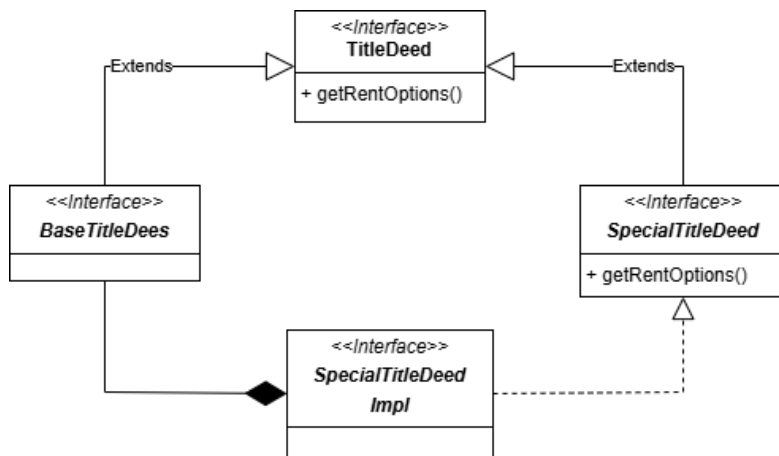 <<Interface>>
TitleDeed
+ getRentOptions()
Extends
Extends
<<Interface>>
BaseTitleDees
<<Interface>>
SpecialTitleDeed
+ getRentOptions()
<<Interface>>
SpecialTitleDeed
Impl